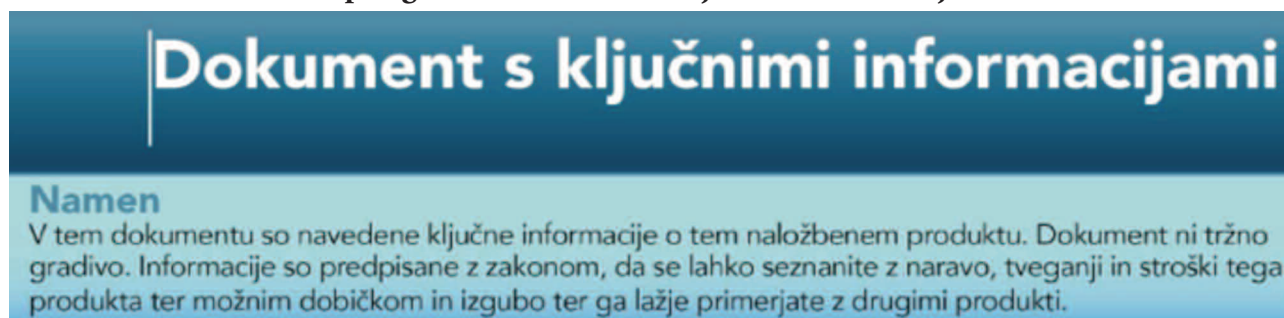 Dokument s ključnimi informacijami
Namen
V tem dokumentu so navedene ključne informacije o tem naložbenem produktu. Dokument ni tržno
gradivo. Informacije so predpisane z zakonom, da se lahko seznanite z naravo, tveganji in stroški tega
produkta ter možnim dobičkom in izgubo ter ga lažje primerjate z drugimi produkti.